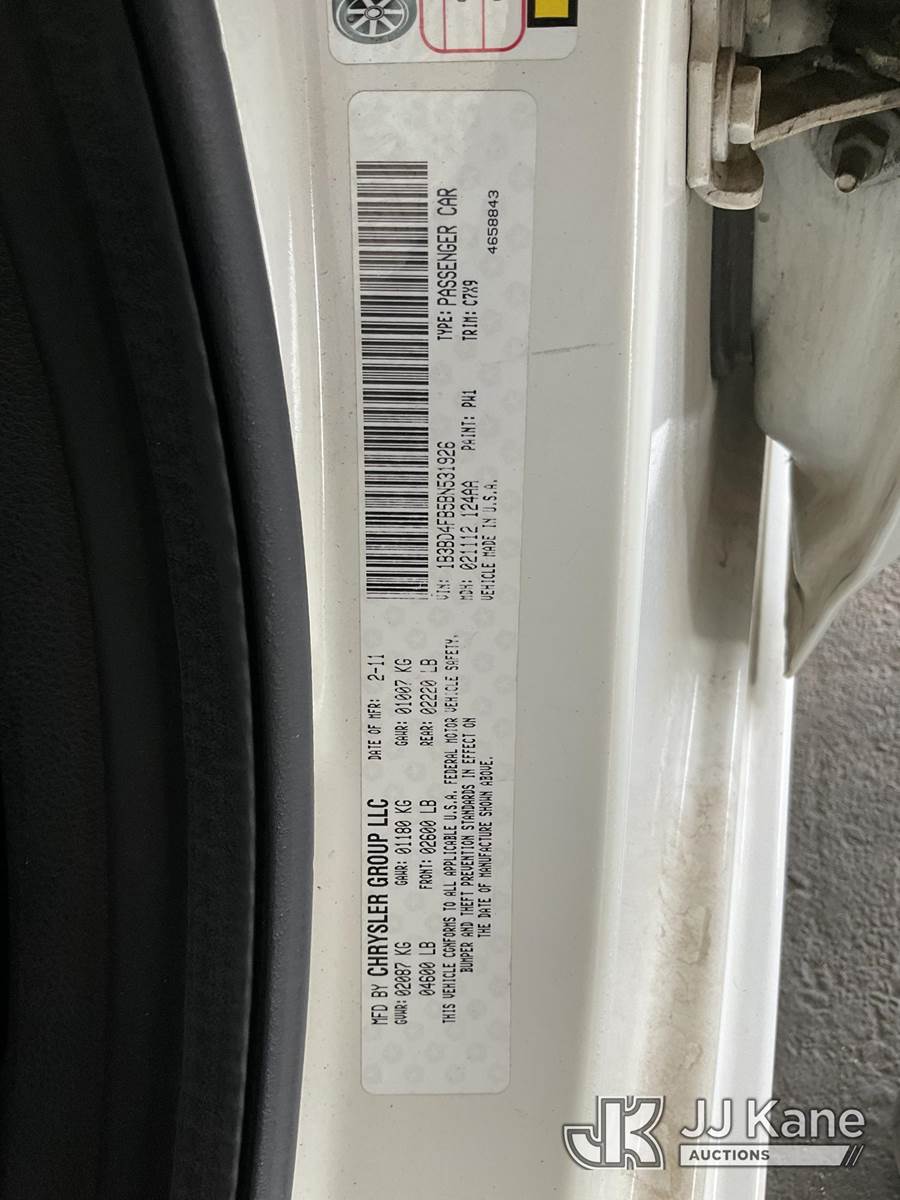 MFD BY CHRYSLER GROUP LLC
DATE OF MFR: 2-11
GVWR: 02087 KG
GAWR: 01180 KG
GAWR: 01007 KG
04600 LB
FRONT: 02600 LB
REAR: 02220 LB
THIS VEHICLE CONFORMS TO ALL APPLICABLE U.S.A. FEDERAL MOTOR VEHICLE SAFETY,
BUMPER AND THEFT PREVENTION STANDARDS IN EFFECT ON
THE DATE OF MANUFACTURE SHOWN ABOVE.
VIN: 1B3BD4FB5BN531926
TYPE: PASSENGER CAR
MDH: 021112 124AA
PAINT: PW1
TRIM: C7X9
VEHICLE MADE IN U.S.A.
4658843
JK JJ Kane
AUCTIONS